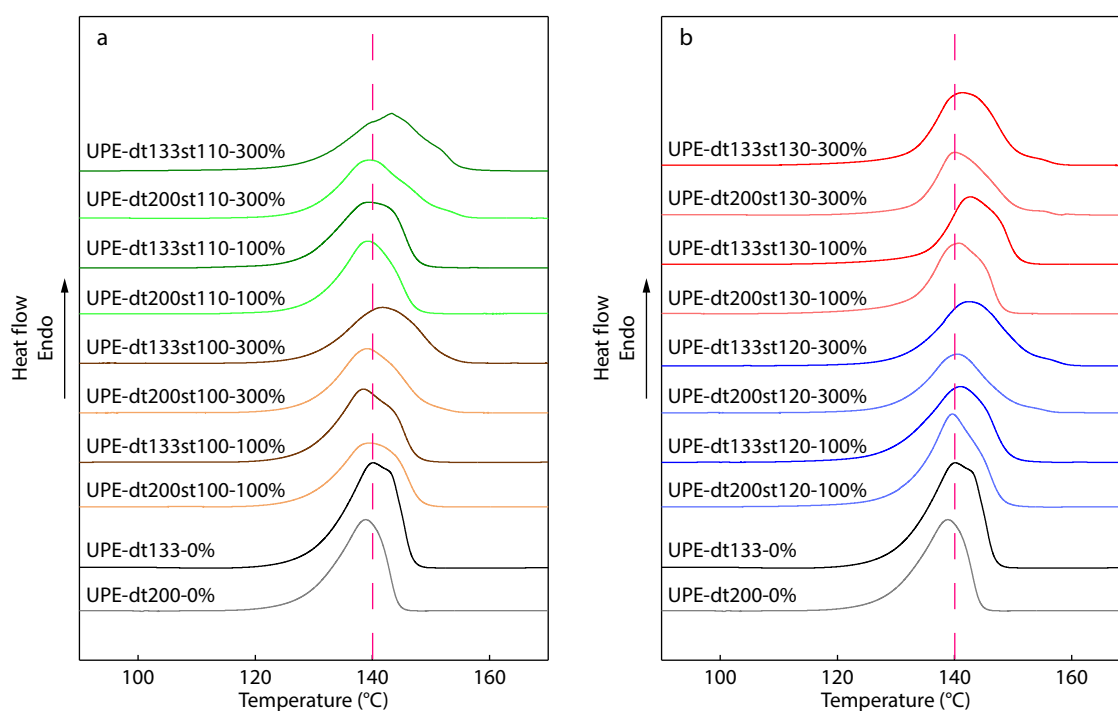 a
UPE-dt133st110-300%
UPE-dt200st110-300%
UPE-dt133st110-100%
UPE-dt200st110-100%
UPE-dt133st100-300%
UPE-dt200st100-300%
UPE-dt133st100-100%
UPE-dt200st100-100%
UPE-dt133-0%
UPE-dt200-0%
Heat flow
Endo
100 120 140 160
Temperature (°C)
b
UPE-dt133st130-300%
UPE-dt200st130-300%
UPE-dt133st130-100%
UPE-dt200st130-100%
UPE-dt133st120-300%
UPE-dt200st120-300%
UPE-dt133st120-100%
UPE-dt200st120-100%
UPE-dt133-0%
UPE-dt200-0%
Heat flow
Endo
100 120 140 160
Temperature (°C)